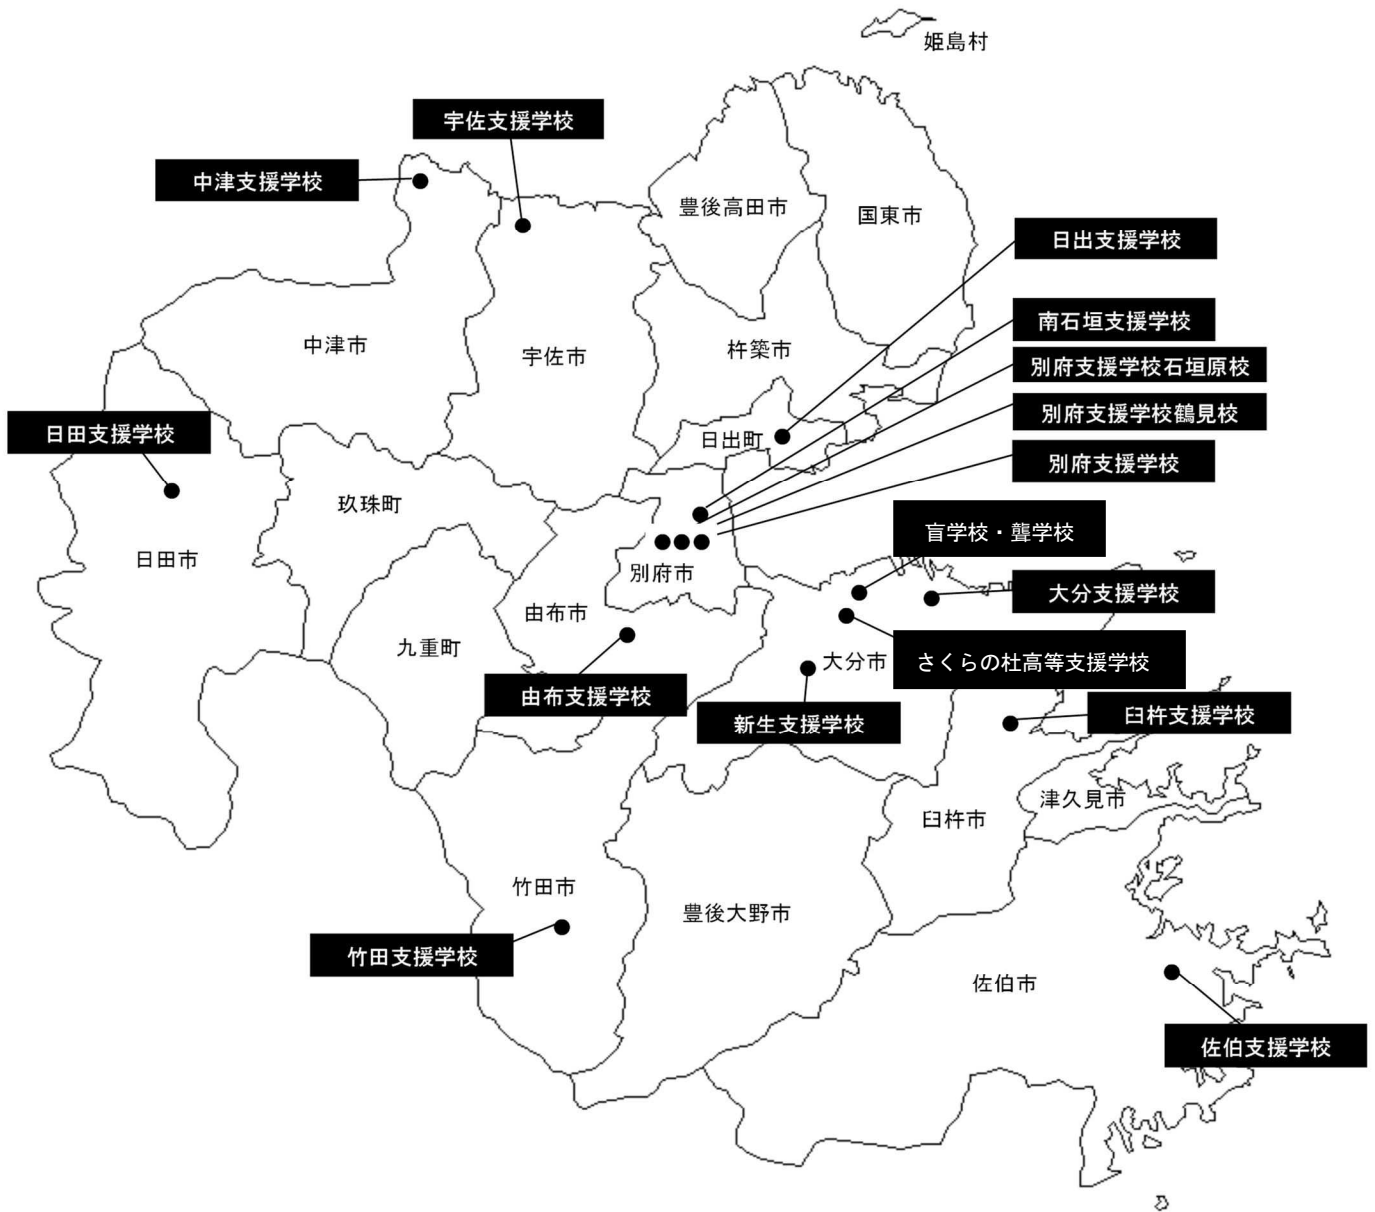 姫島村
宇佐支援学校
中津支援学校
豊後高田市
国東市
日出支援学校
南石垣支援学校
中津市
宇佐市
杵築市
別府支援学校石垣原校
別府支援学校鶴見校
日田支援学校
日出町
別府支援学校
玖珠町
盲学校・聾学校
日田市
別府市
大分支援学校
由布市
九重町
大分市
さくらの杜高等支援学校
由布支援学校
新生支援学校
臼杵支援学校
津久見市
臼杵市
竹田市
豊後大野市
竹田支援学校
佐伯市
佐伯支援学校